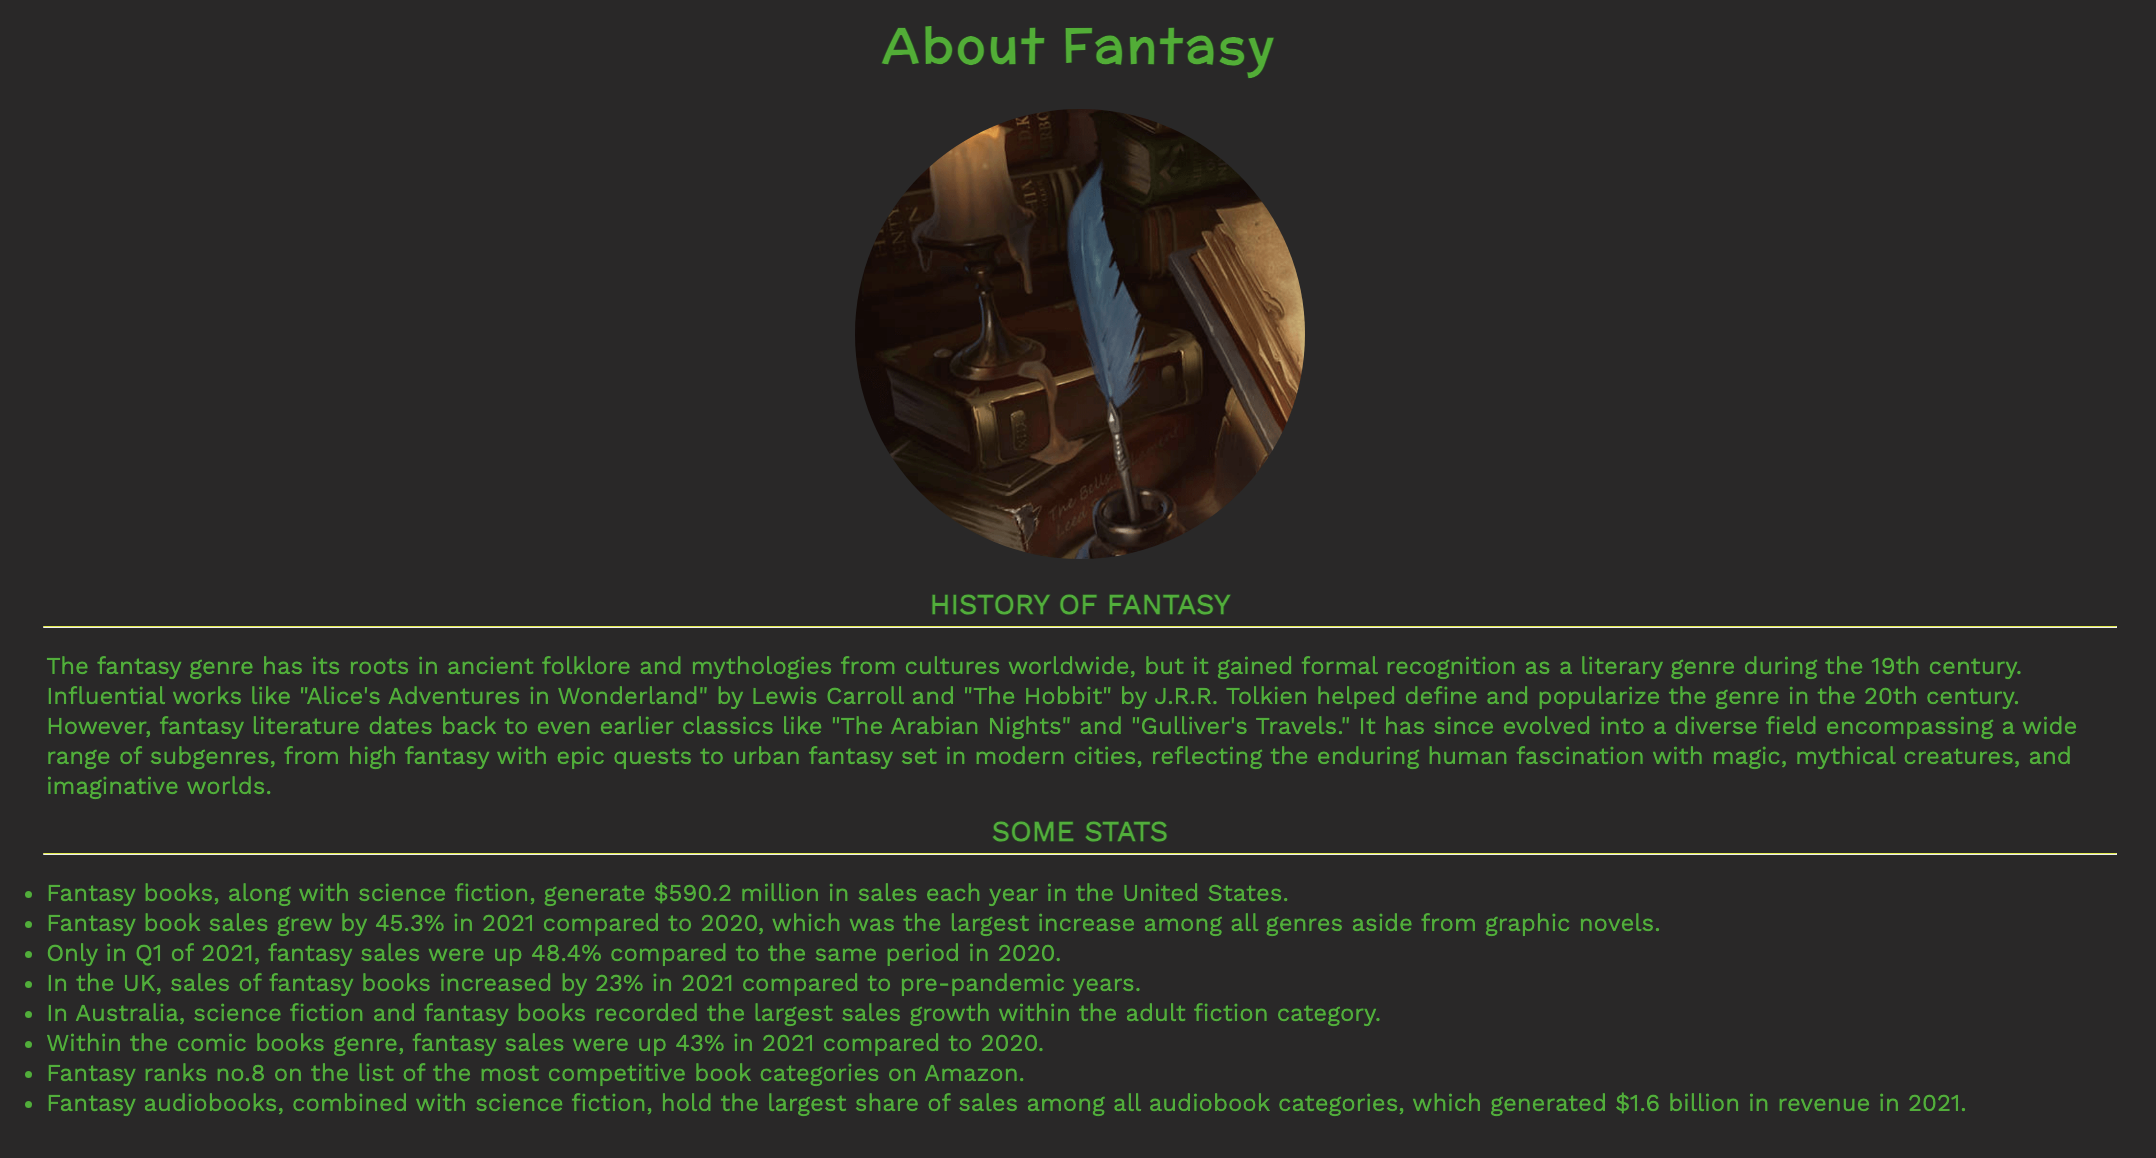 About Fantasy
D.K
HISTORY OF FANTASY
The fantasy genre has its roots in ancient folklore and mythologies from cultures worldwide, but it gained formal recognition as a literary genre during the 19th century.
Influential works like "Alice's Adventures in Wonderland" by Lewis Carroll and "The Hobbit" by J.R.R. Tolkien helped define and popularize the genre in the 20th century.
However, fantasy literature dates back to even earlier classics like "The Arabian Nights" and "Gulliver's Travels." It has since evolved into a diverse field encompassing a wide
range of subgenres, from high fantasy with epic quests to urban fantasy set in modern cities, reflecting the enduring human fascination with magic, mythical creatures, and
imaginative worlds.
SOME STATS
• Fantasy books, along with science fiction, generate $590.2 million in sales each year in the United States.
• Fantasy book sales grew by 45.3% in 2021 compared to 2020, which was the largest increase among all genres aside from graphic novels.
• Only in Q1 of 2021, fantasy sales were up 48.4% compared to the same period in 2020.
• In the UK, sales of fantasy books increased by 23% in 2021 compared to pre-pandemic years.
• In Australia, science fiction and fantasy books recorded the largest sales growth within the adult fiction category.
• Within the comic books genre, fantasy sales were up 43% in 2021 compared to 2020.
• Fantasy ranks no.8 on the list of the most competitive book categories on Amazon.
• Fantasy audiobooks, combined with science fiction, hold the largest share of sales among all audiobook categories, which generated $1.6 billion in revenue in 2021.